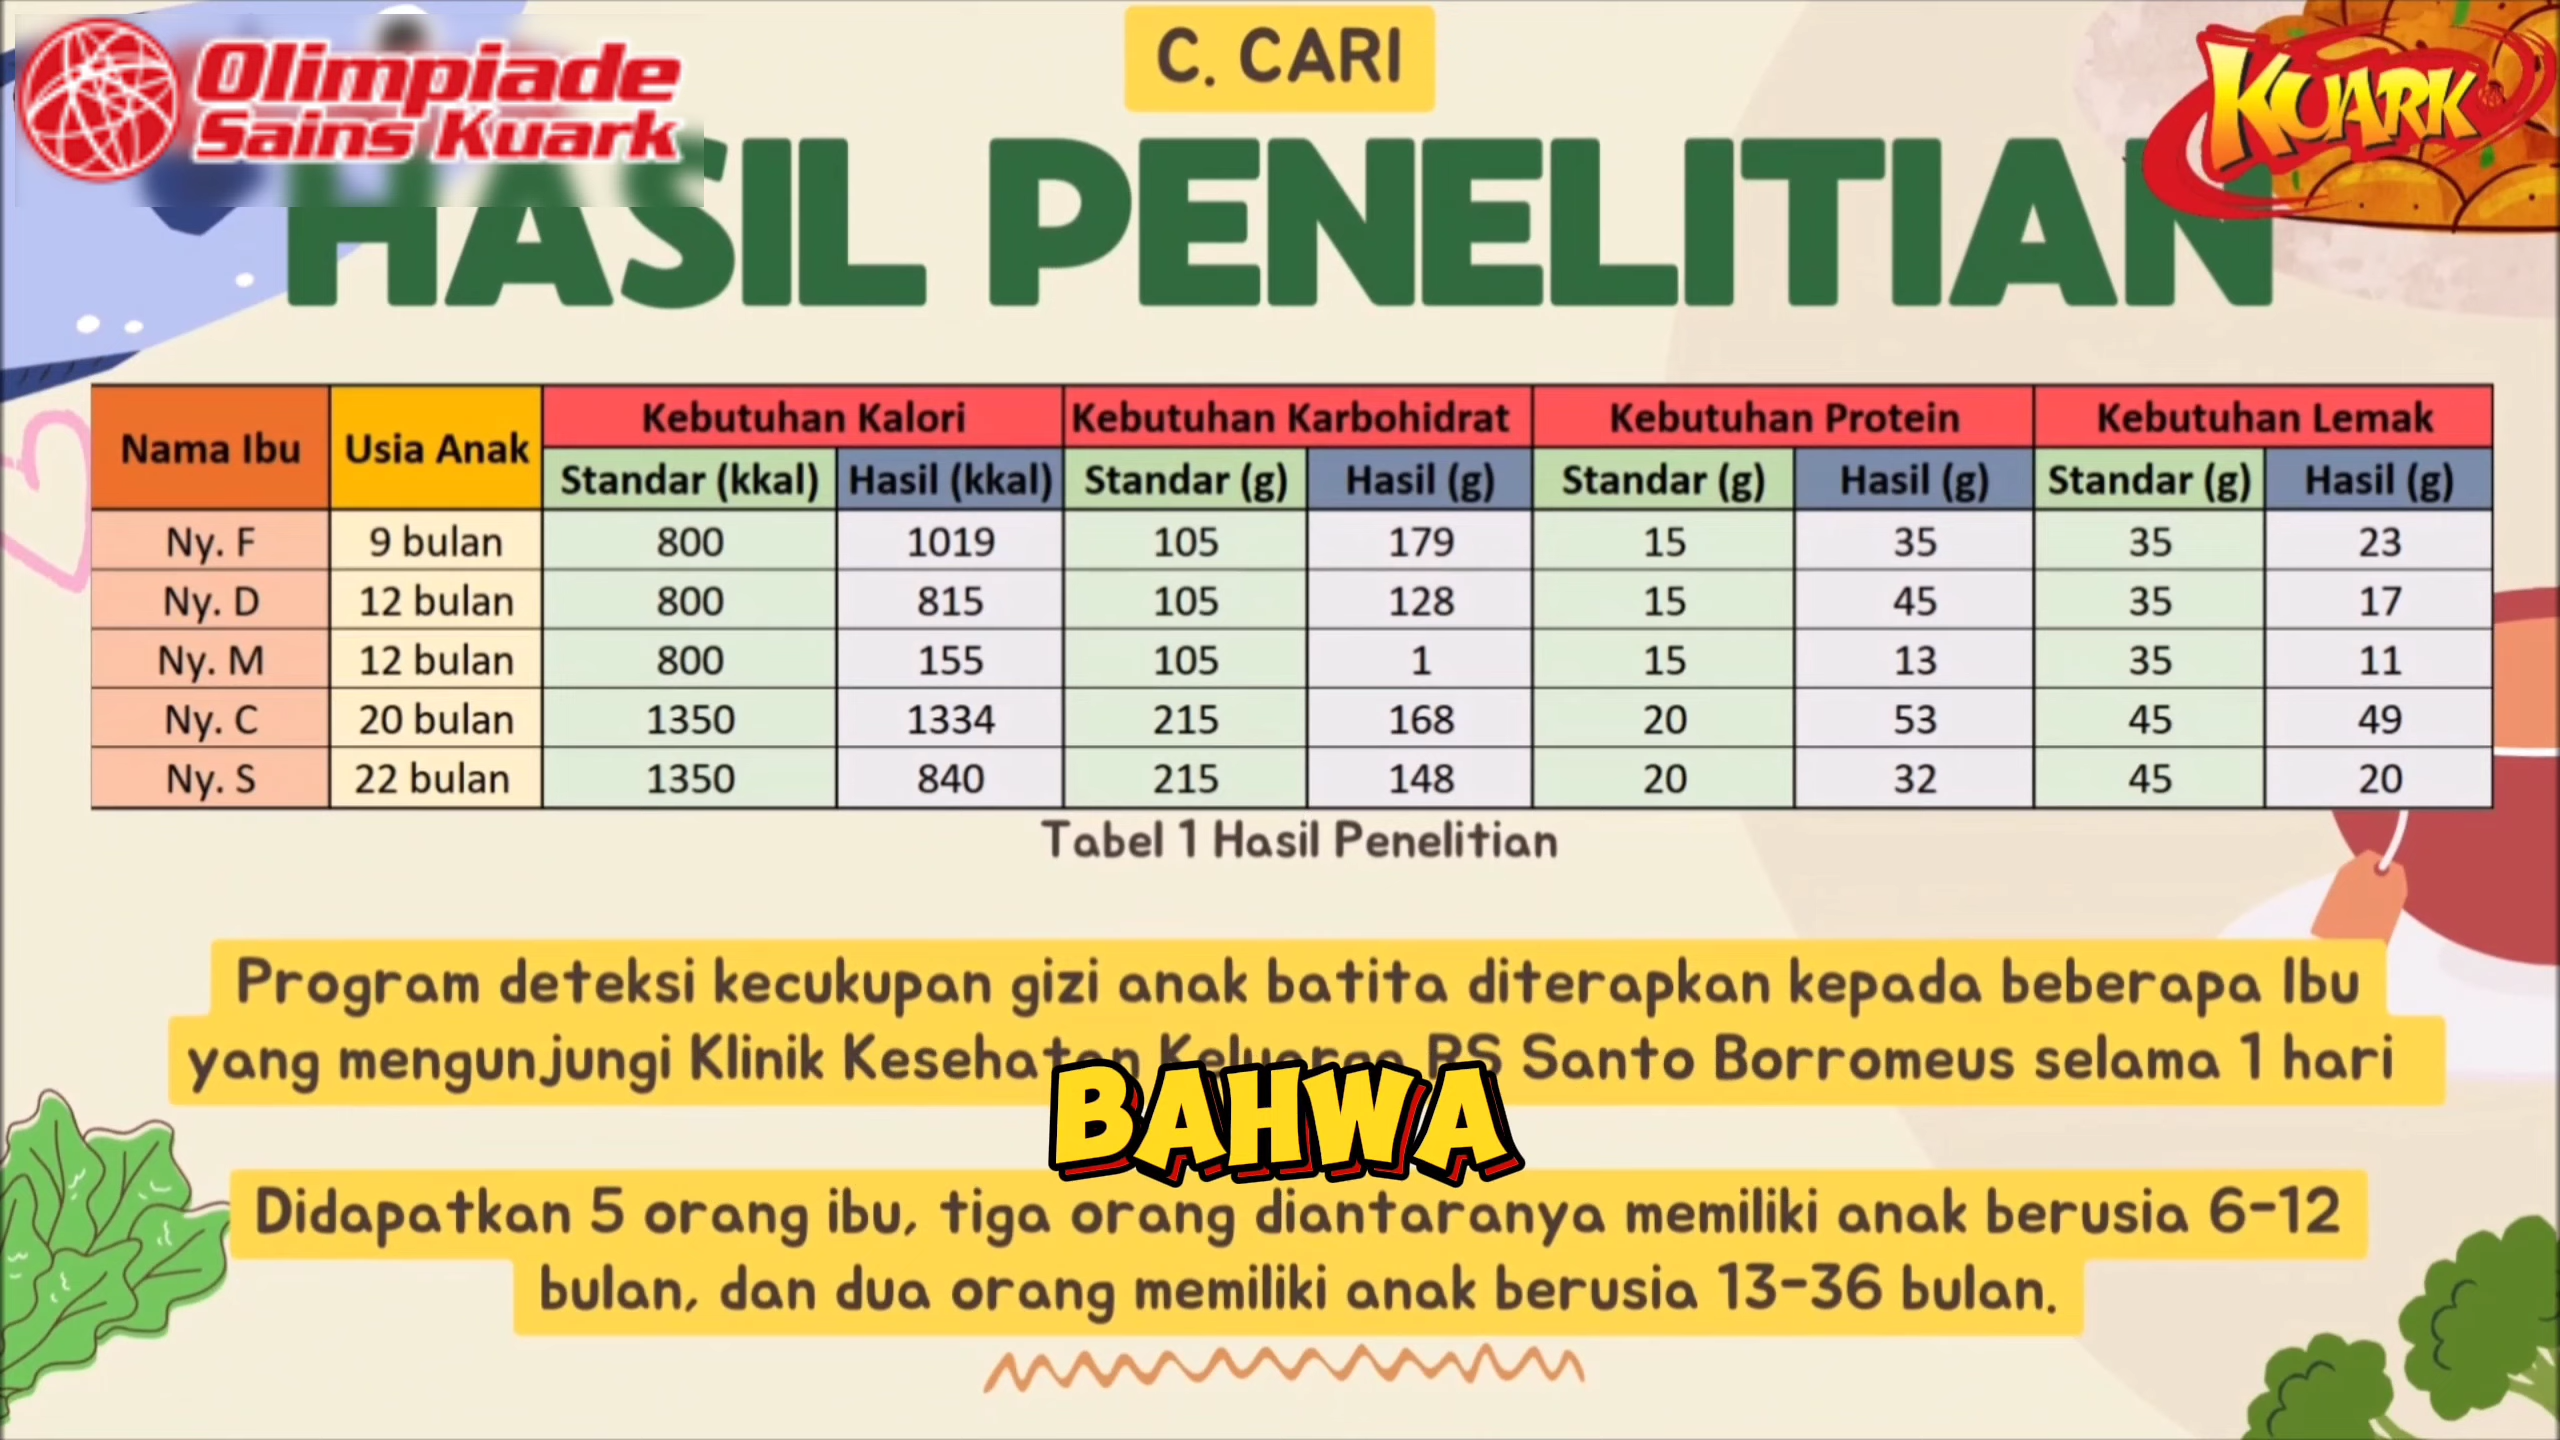 Olimpiade
Sains Kuark
C. CARI
KUARK
HASIL PENELITIAN
Nama Ibu Usia Anak Kebutuhan Kalori Kebutuhan Karbohidrat Kebutuhan Protein Kebutuhan Lemak
Standar (kkal) Hasil (kkal) Standar (g) Hasil (g) Standar (g) Hasil (g) Standar (g) Hasil (g)
Ny. F 9 bulan 800 1019 105 179 15 35 35 23
Ny. D 12 bulan 800 815 105 128 15 45 35 17
Ny. M 12 bulan 800 155 105 1 15 13 35 11
Ny. C 20 bulan 1350 1334 215 168 20 53 45 49
Ny. S 22 bulan 1350 840 215 148 20 32 45 20
Tabel 1 Hasil Penelitian
Program deteksi kecukupan gizi anak batita diterapkan kepada beberapa Ibu
yang mengunjungi Klinik Kesehatan Keluarga RS Santo Borromeus selama 1 hari
BAHWA
Didapatkan 5 orang ibu, tiga orang diantaranya memiliki anak berusia 6-12
bulan, dan dua orang memiliki anak berusia 13-36 bulan.